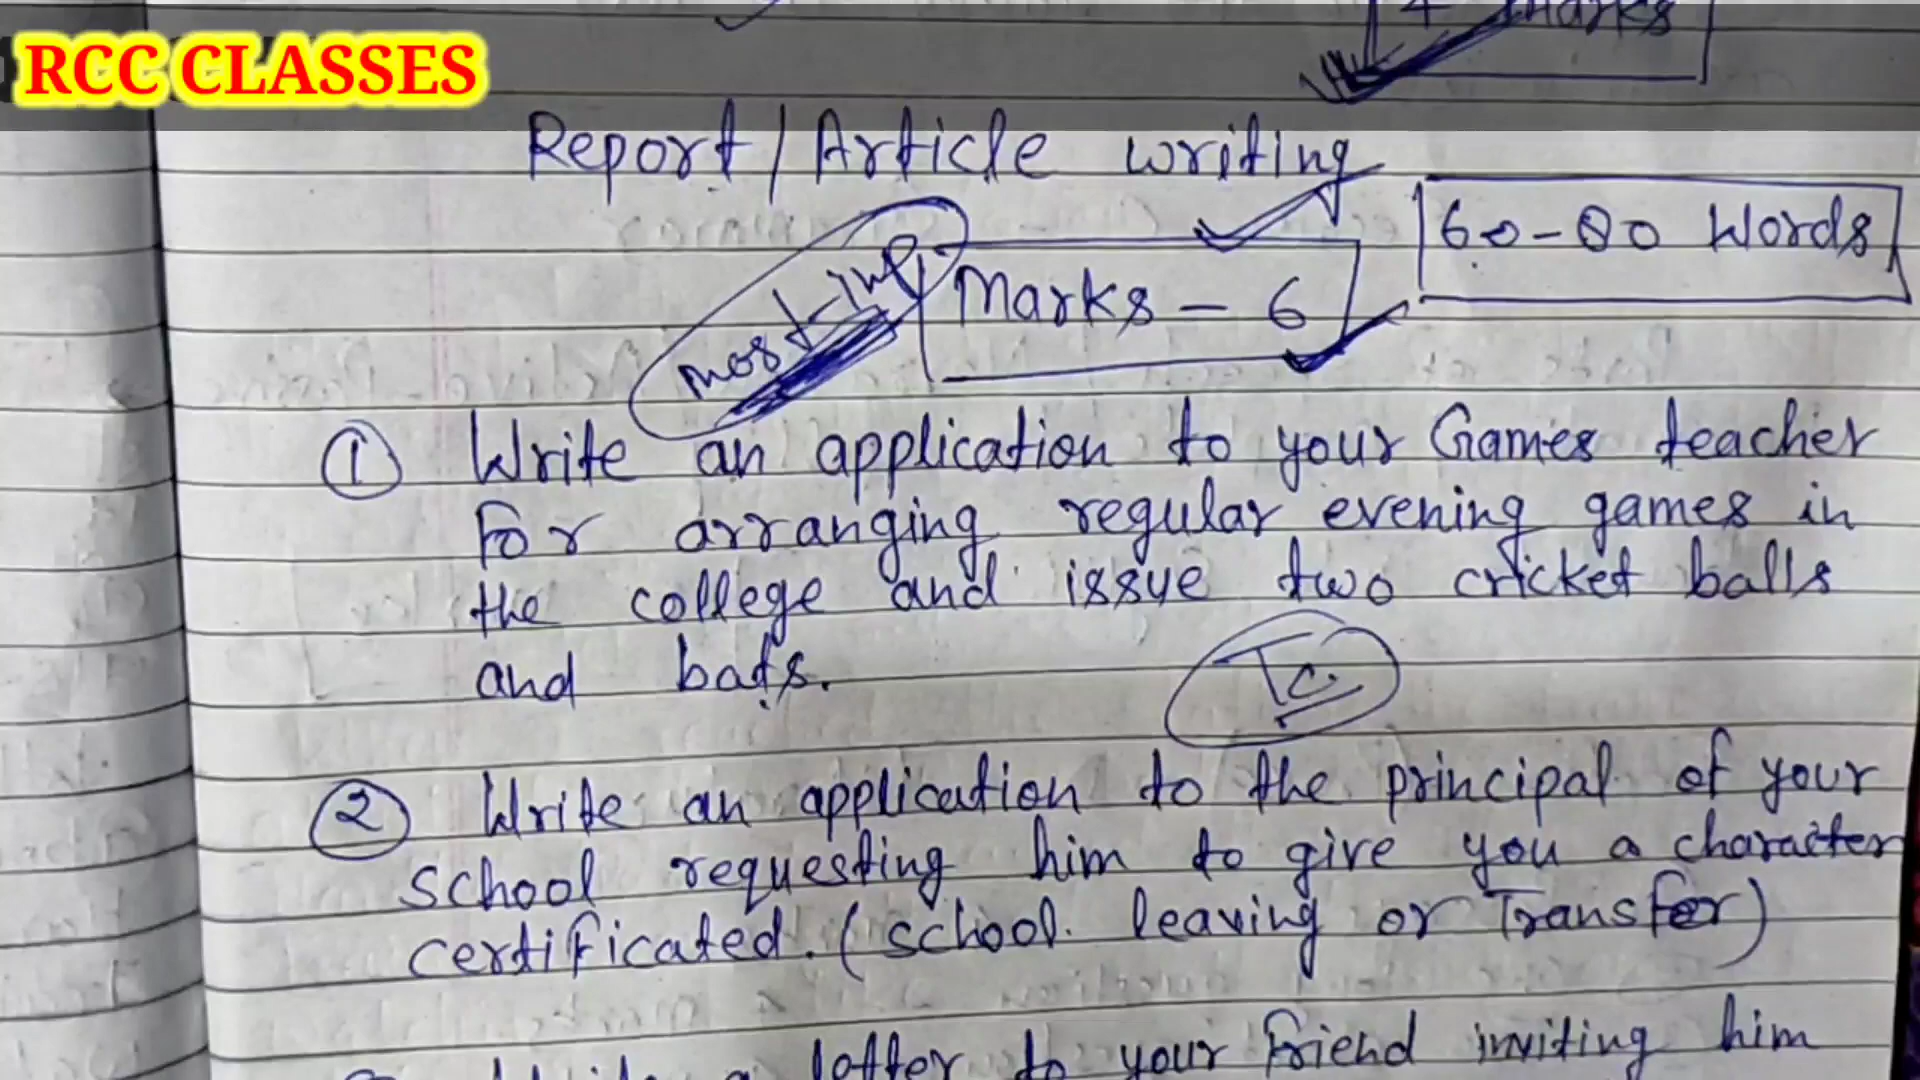 4 Marks
RCC CLASSES
Report/Article writing
60-80 Words
most-imp
Marks - 6
① Write an application to your Games teacher
For arranging regular evening games in
the college and issue two cricket balls
and bats.
Tc.
② Write an application to the principal of your
school requesting him to give you a character
certificated. (school. leaving or Transfer)
a letter to your Friend inviting him